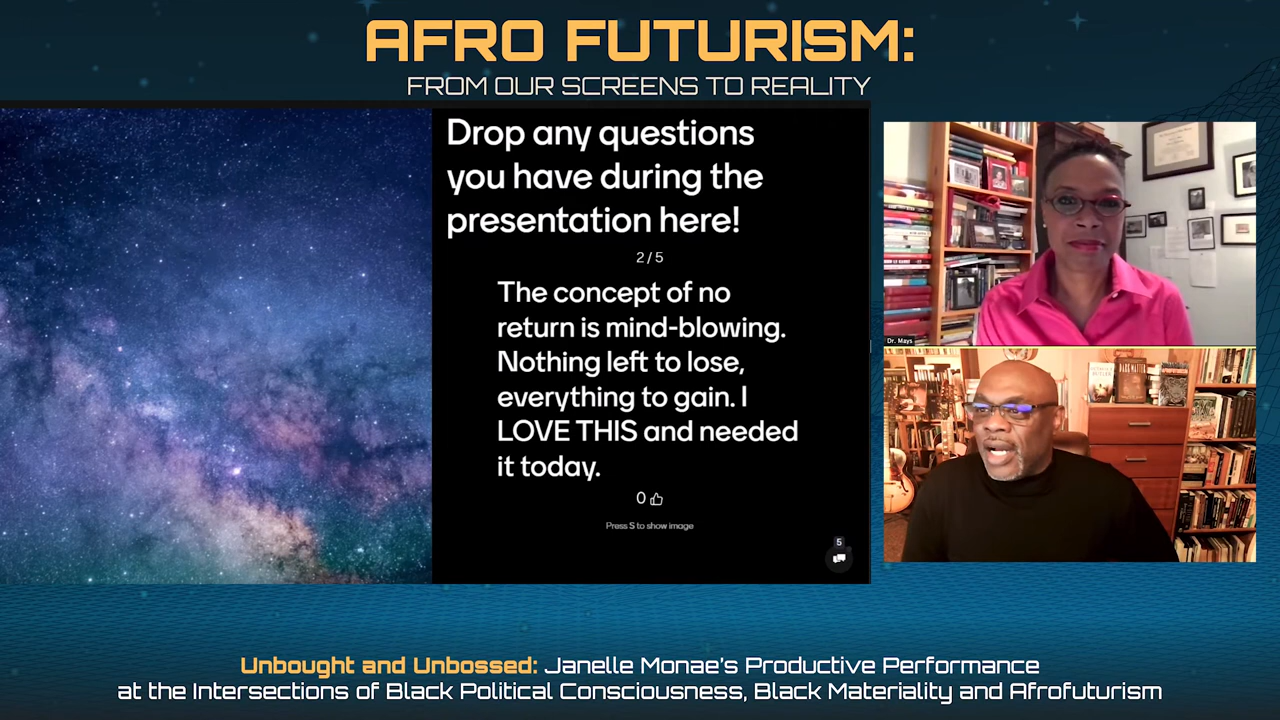 AFRO FUTURISM:
FROM OUR SCREENS TO REALITY
Drop any questions
you have during the
presentation here!
2 / 5
The concept of no
return is mind-blowing.
Nothing left to lose,
everything to gain. I
LOVE THIS and needed
it today.
0
Press S to show image
5
Dr. Mays
DARK MATTER
Unbought and Unbossed: Janelle Monae's Productive Performance
at the Intersections of Black Political Consciousness, Black Materiality and Afrofuturism